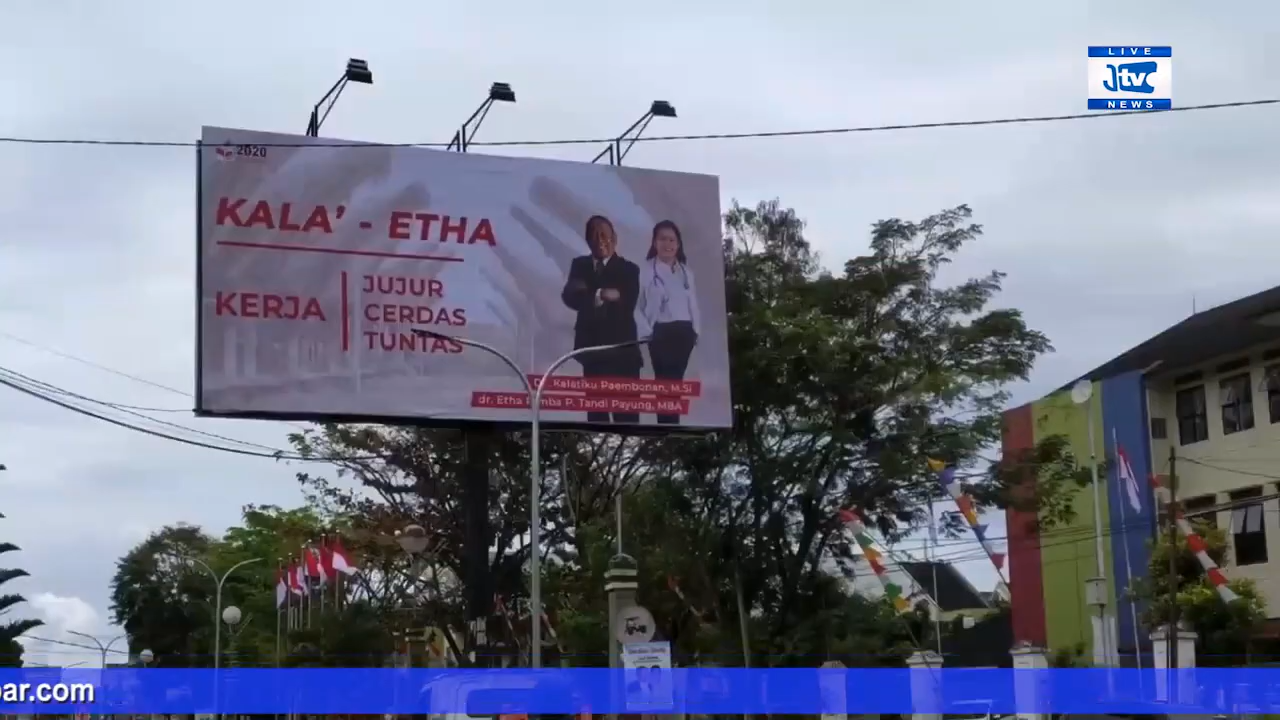 LIVE
Jtv
NEWS
2020
KALA' - ETHA
KERJA
JUJUR
CERDAS
TUNTAS
Kalatiku Paembonan, M.Si
dr. Etha Rimba P. Tandi Payung, MBA
bar.com